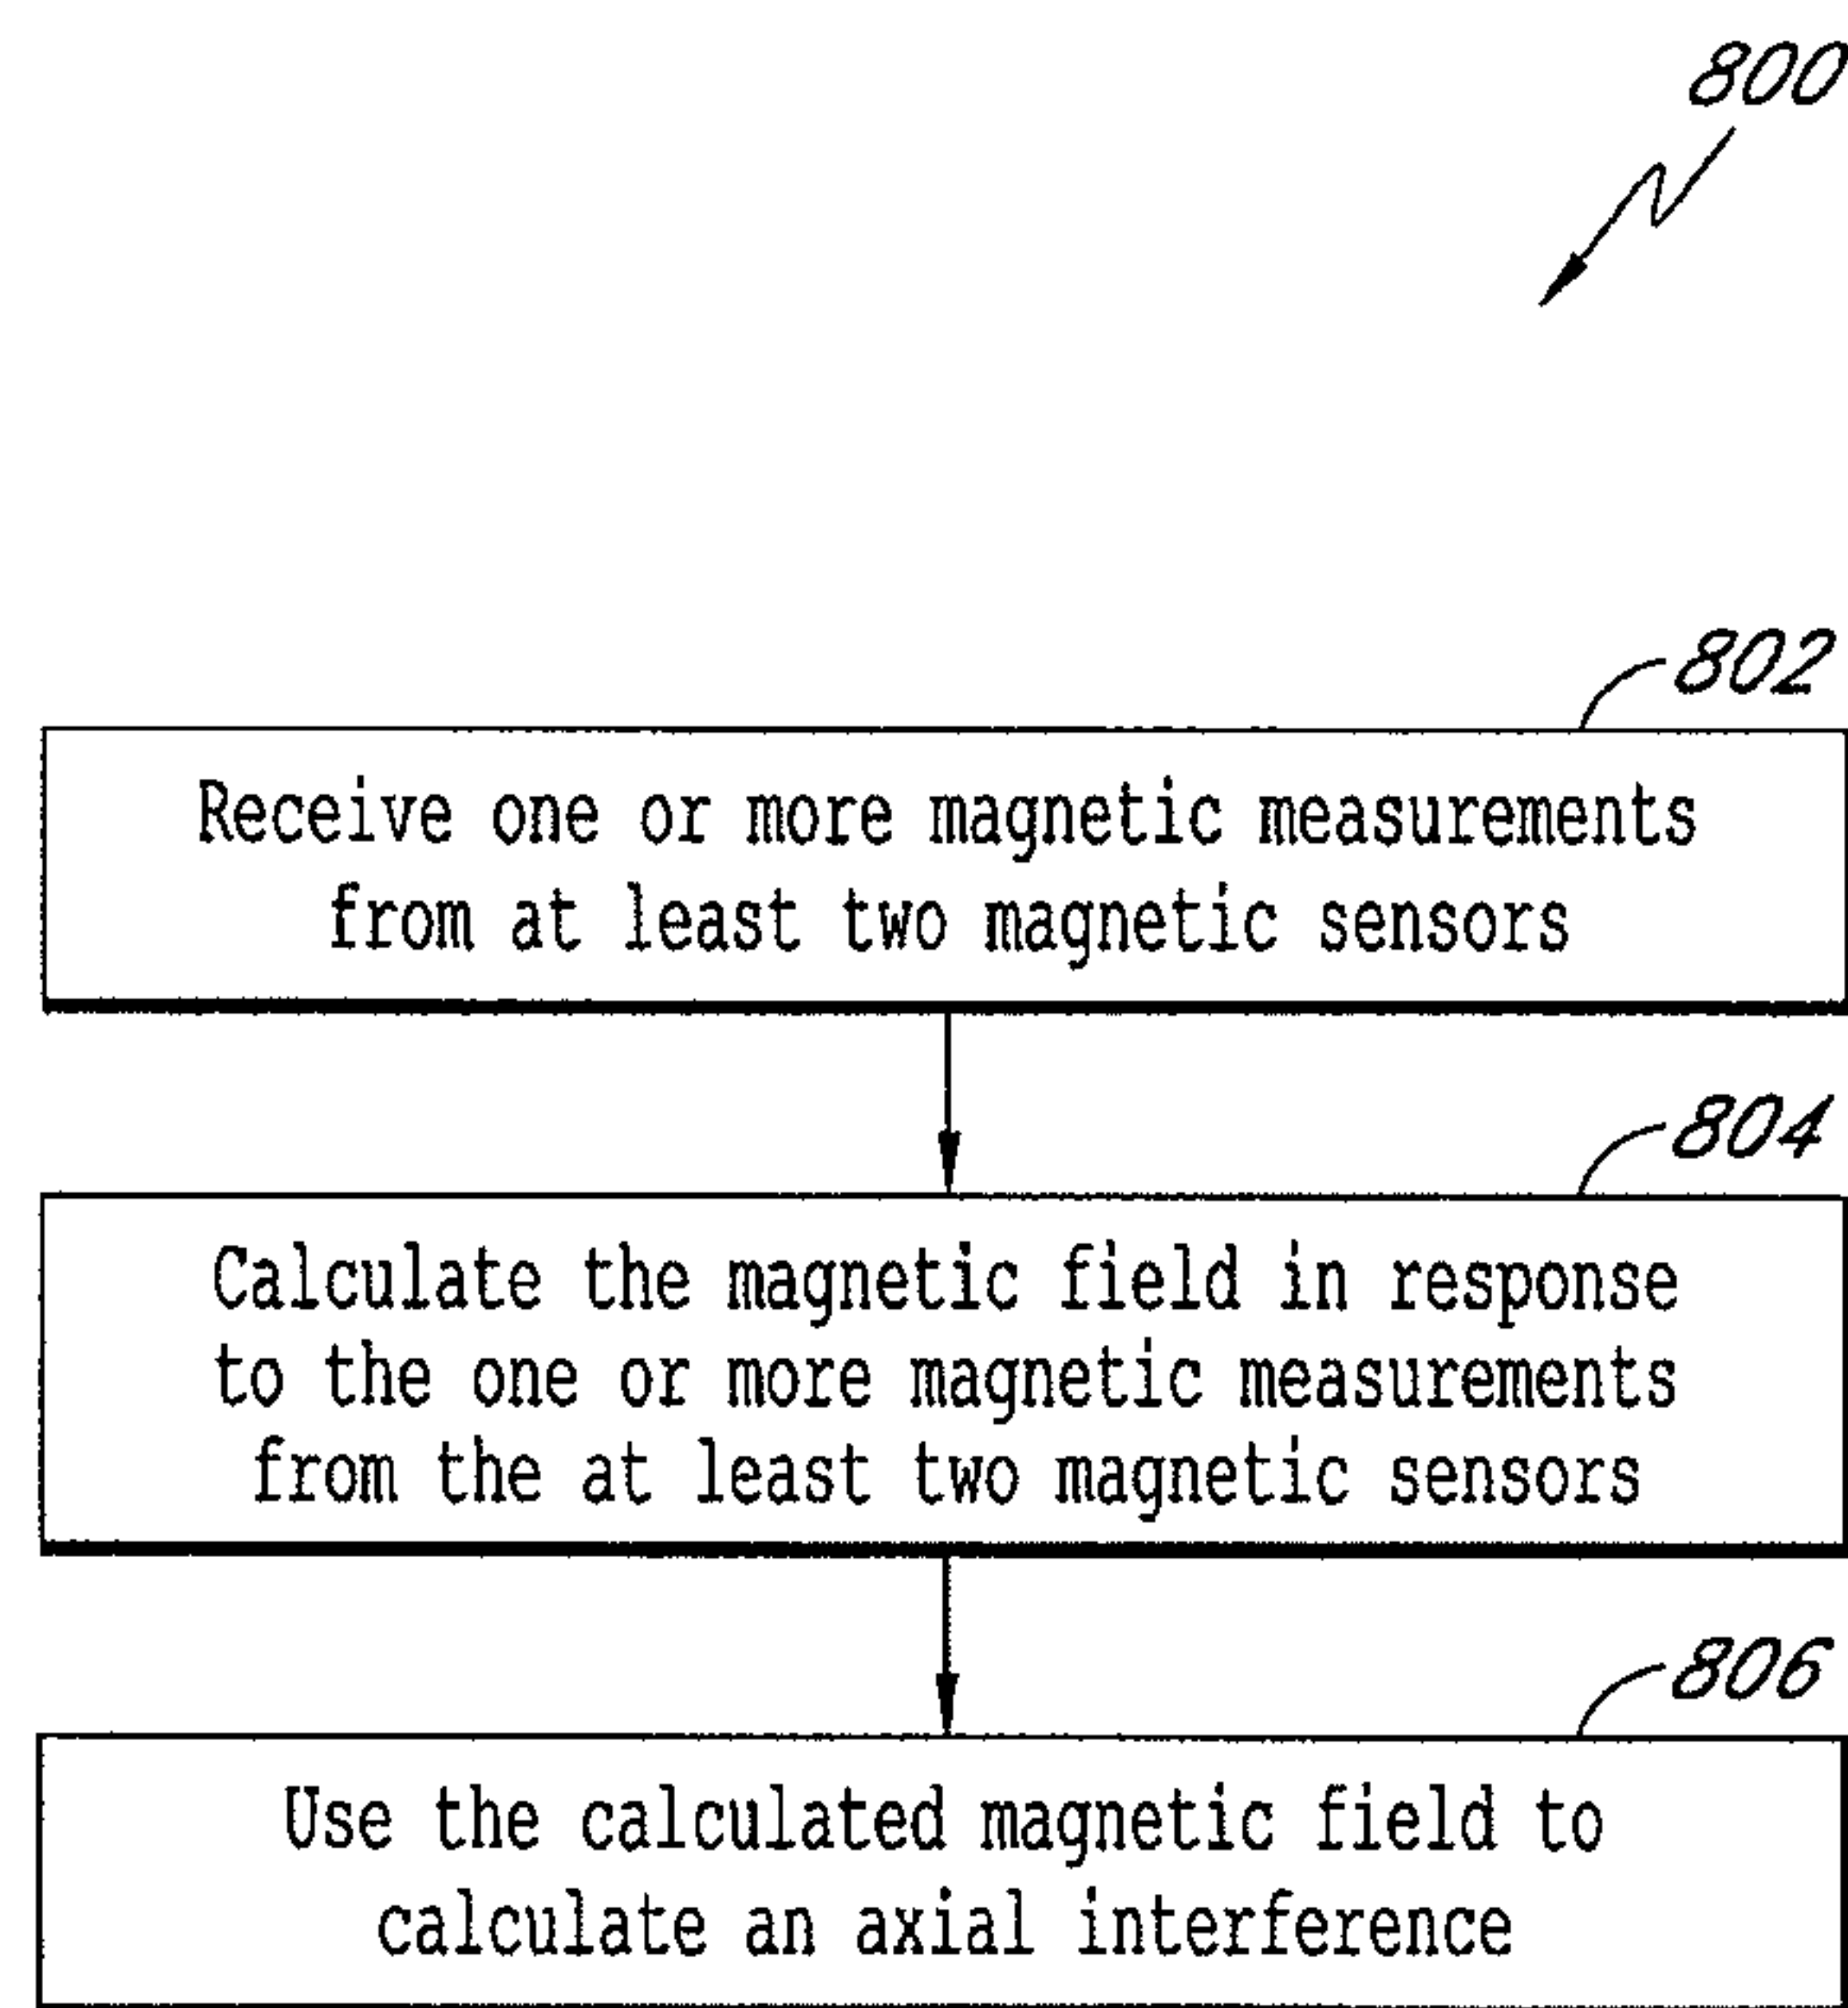 800
802
Receive one or more magnetic measurements
from at least two magnetic sensors
804
Calculate the magnetic field in response
to the one or more magnetic measurements
from the at least two magnetic sensors
806
Use the calculated magnetic field to
calculate an axial interference